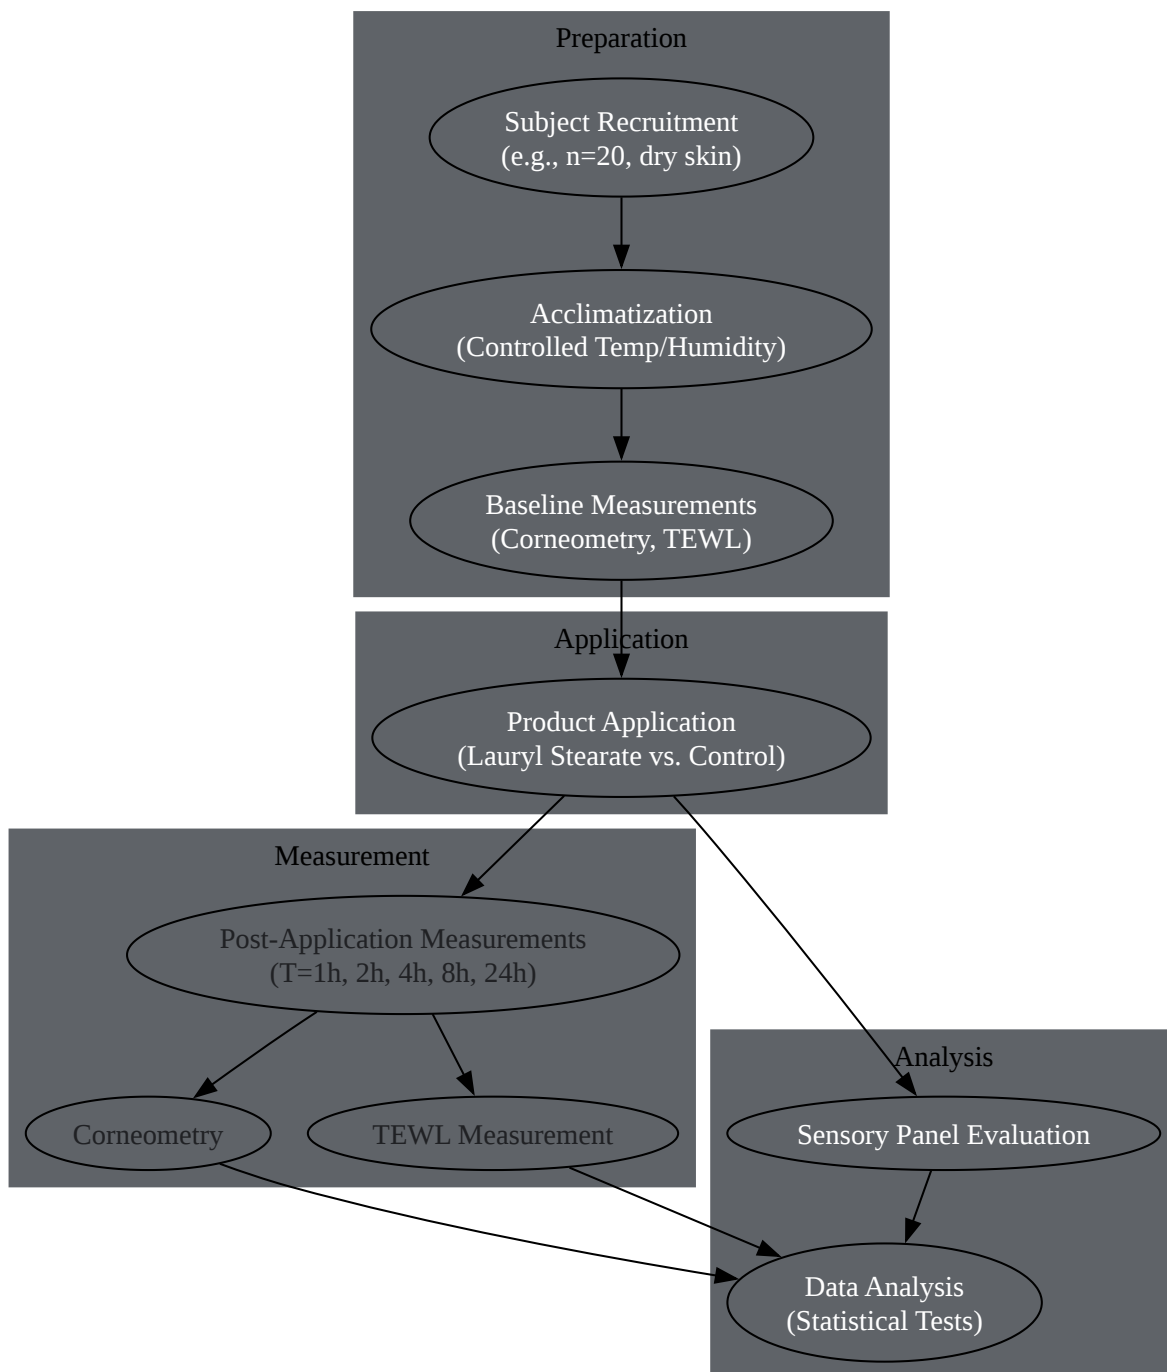 Preparation
Subject Recruitment
(e.g., n=20, dry skin)
Acclimatization
(Controlled Temp/Humidity)
Baseline Measurements
(Corneometry, TEWL)
Application
Product Application
(Lauryl Stearate vs. Control)
Measurement
Post-Application Measurements
(T=1h, 2h, 4h, 8h, 24h)
Corneometry
TEWL Measurement
Analysis
Sensory Panel Evaluation
Data Analysis
(Statistical Tests)